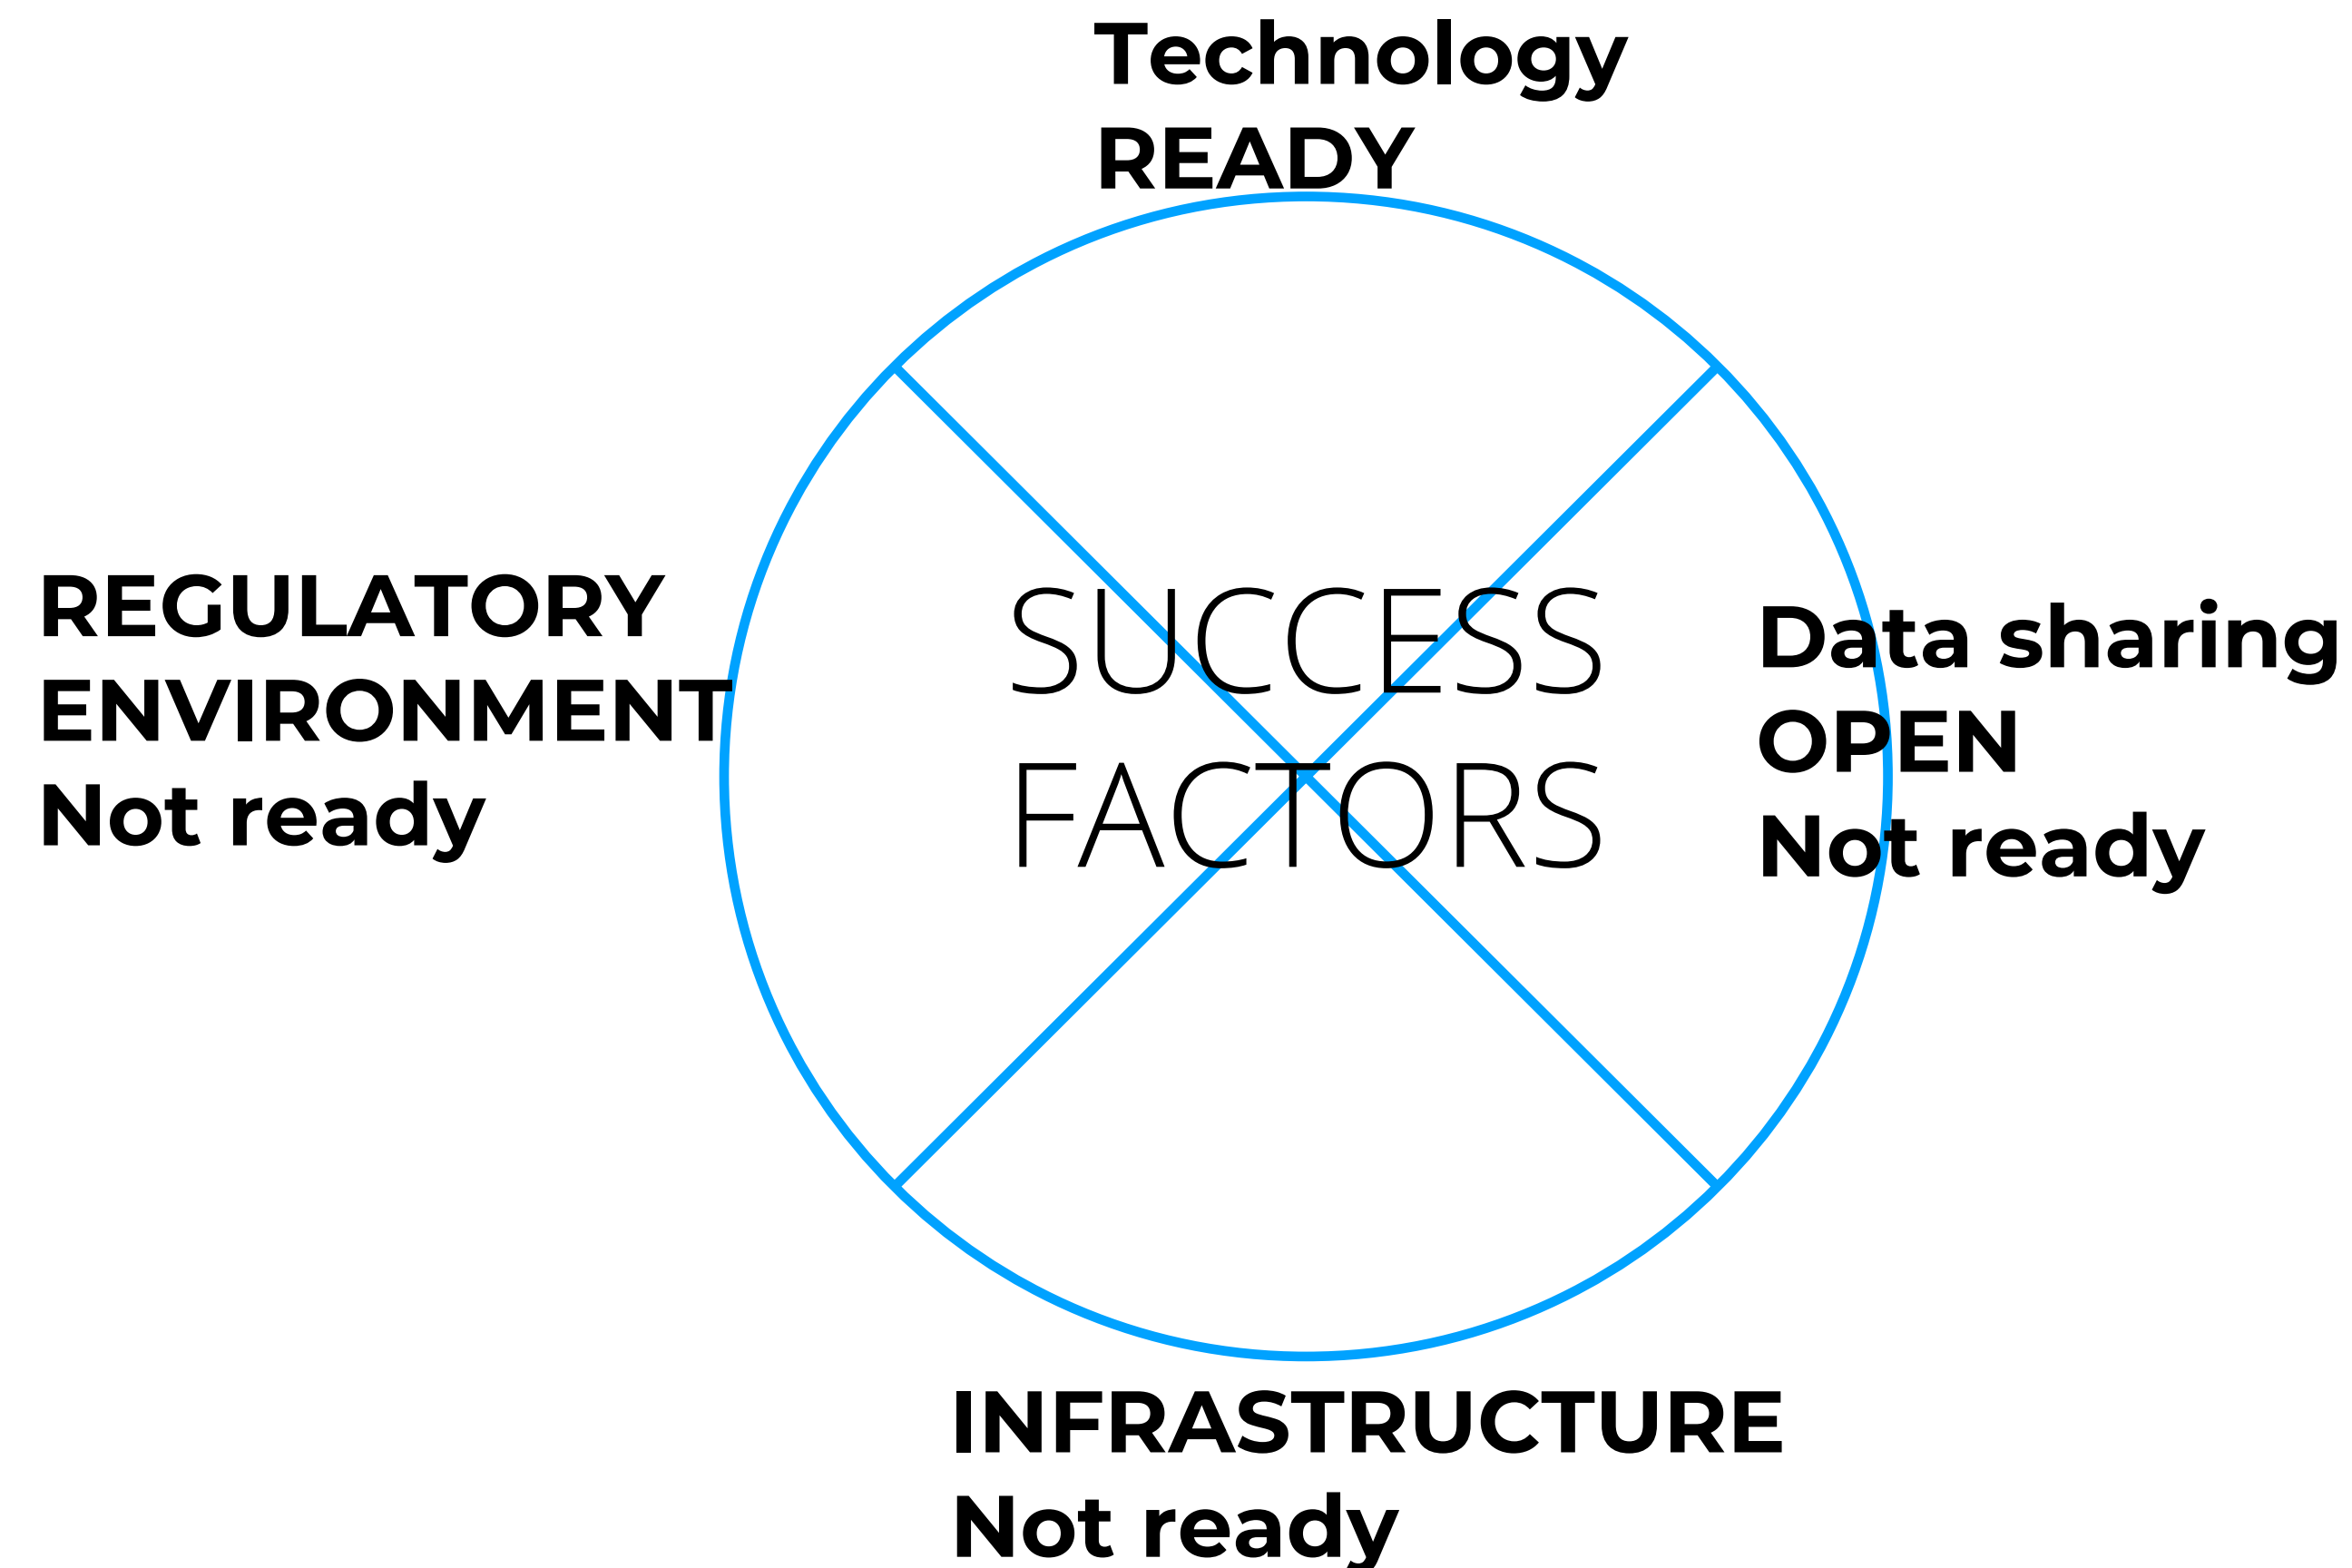 Technology
READY
REGULATORY
ENVIRONMENT
Not ready
SUCCESS
FACTORS
Data sharing
OPEN
Not ready
INFRASTRUCTURE
Not ready